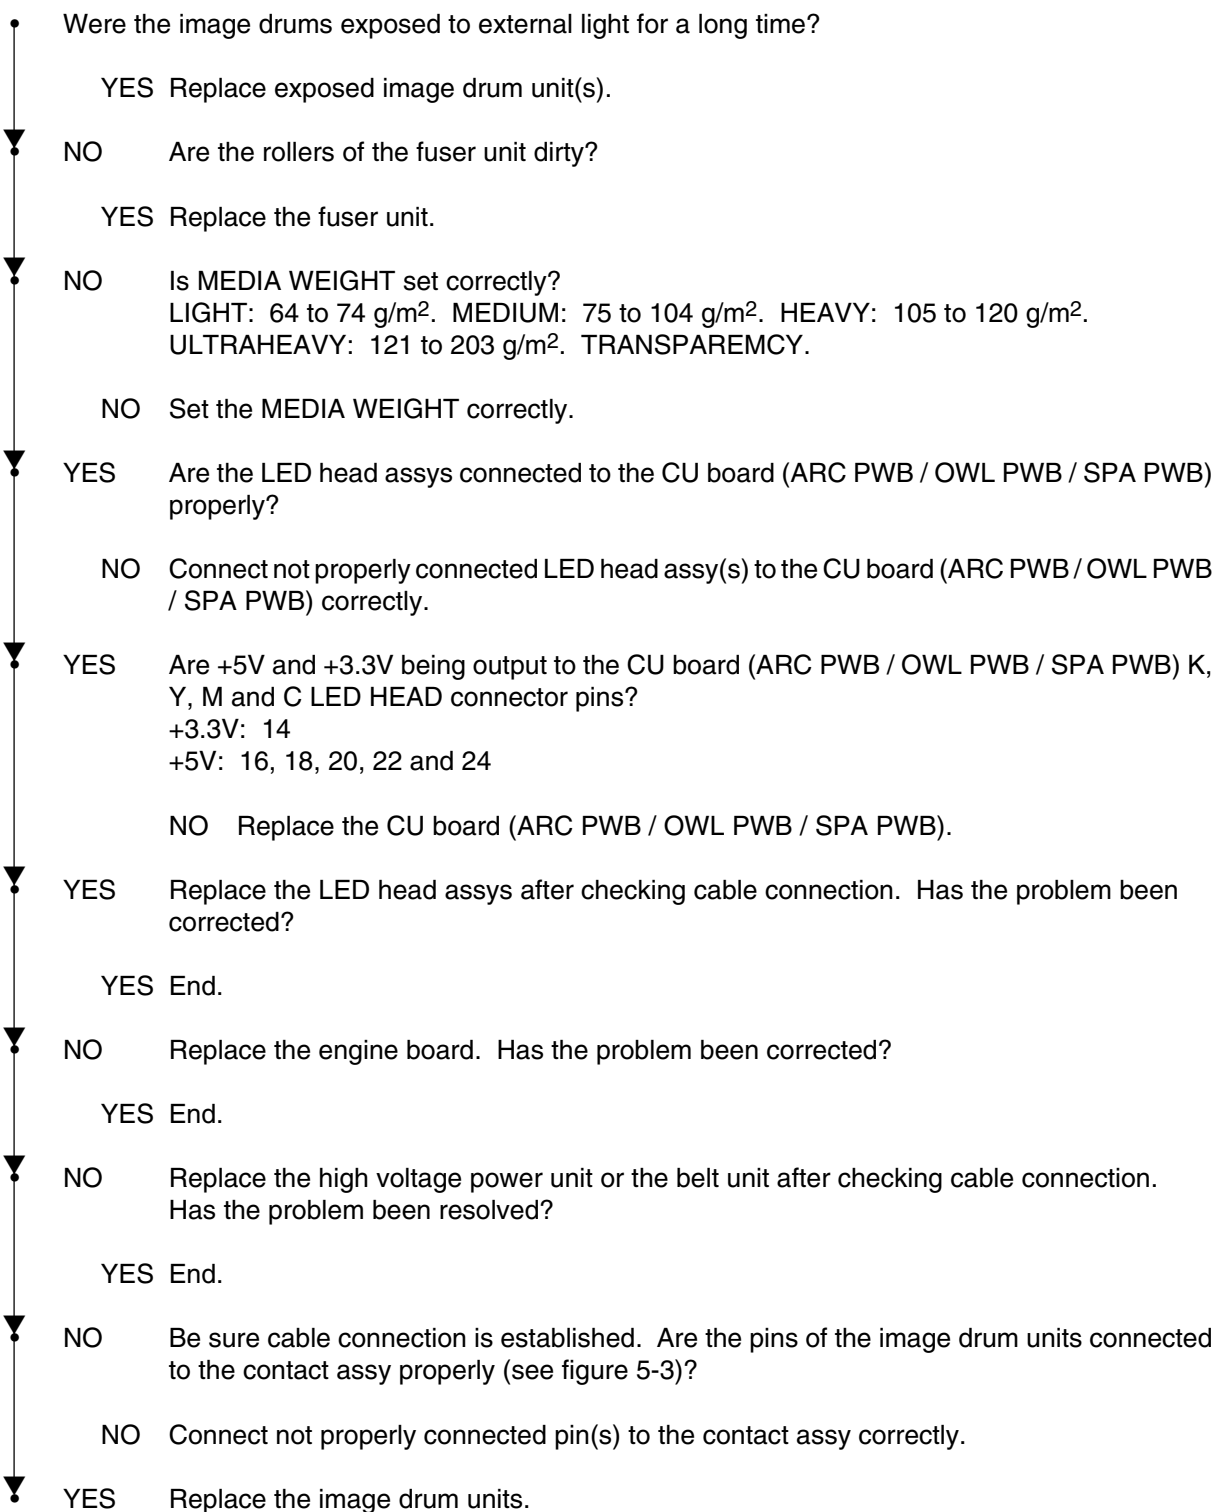 Were the image drums exposed to external light for a long time?
YES Replace exposed image drum unit(s).
NO Are the rollers of the fuser unit dirty?
YES Replace the fuser unit.
NO Is MEDIA WEIGHT set correctly?
LIGHT: 64 to 74 g/m². MEDIUM: 75 to 104 g/m². HEAVY: 105 to 120 g/m².
ULTRAHEAVY: 121 to 203 g/m². TRANSPAREMCY.
NO Set the MEDIA WEIGHT correctly.
YES Are the LED head assys connected to the CU board (ARC PWB / OWL PWB / SPA PWB)
properly?
NO Connect not properly connected LED head assy(s) to the CU board (ARC PWB / OWL PWB
/ SPA PWB) correctly.
YES Are +5V and +3.3V being output to the CU board (ARC PWB / OWL PWB / SPA PWB) K,
Y, M and C LED HEAD connector pins?
+3.3V: 14
+5V: 16, 18, 20, 22 and 24
NO Replace the CU board (ARC PWB / OWL PWB / SPA PWB).
YES Replace the LED head assys after checking cable connection. Has the problem been
corrected?
YES End.
NO Replace the engine board. Has the problem been corrected?
YES End.
NO Replace the high voltage power unit or the belt unit after checking cable connection.
Has the problem been resolved?
YES End.
NO Be sure cable connection is established. Are the pins of the image drum units connected
to the contact assy properly (see figure 5-3)?
NO Connect not properly connected pin(s) to the contact assy correctly.
YES Replace the image drum units.